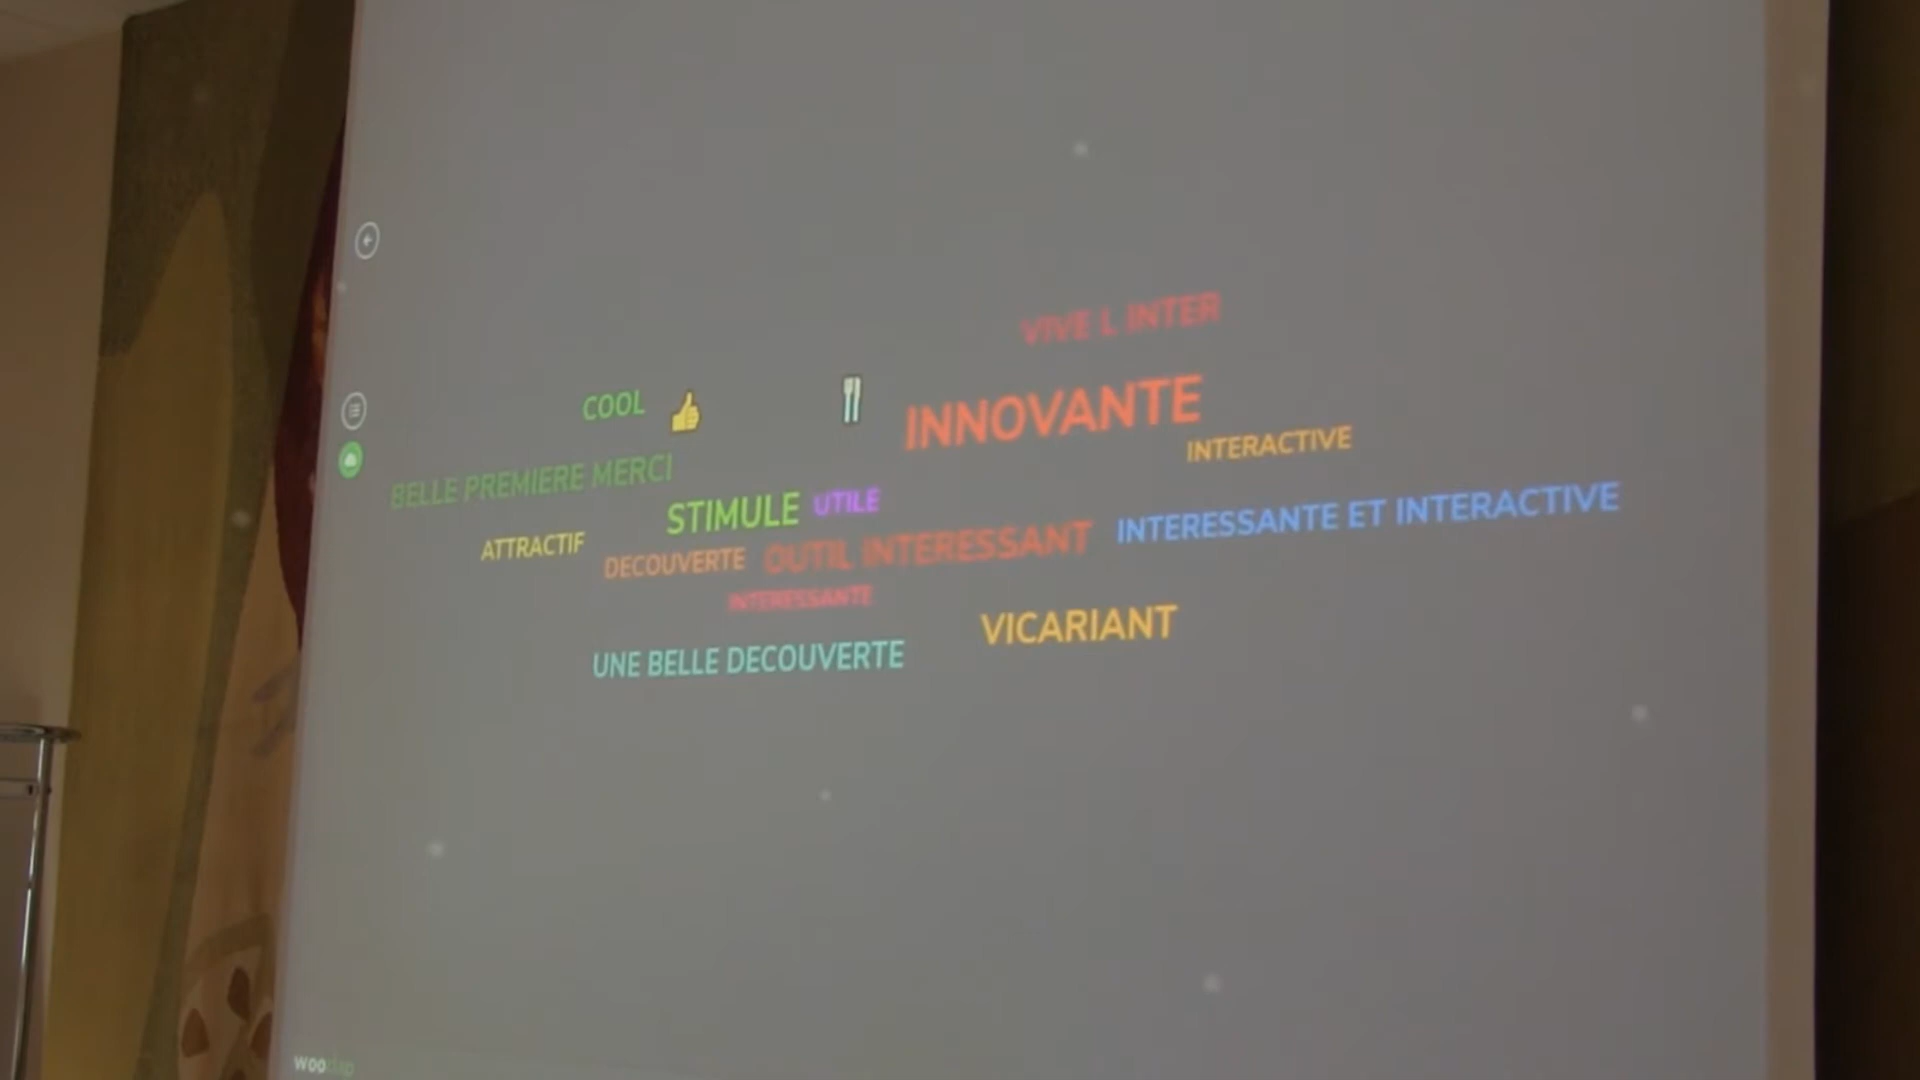 VIVE L INTER
COOL
INNOVANTE
INTERACTIVE
BELLE PREMIERE MERCI
STIMULE
UTILE
INTERESSANTE ET INTERACTIVE
ATTRACTIF
DECOUVERTE
OUTIL INTERESSANT
INTERESSANTE
VICARIANT
UNE BELLE DECOUVERTE
wooclap